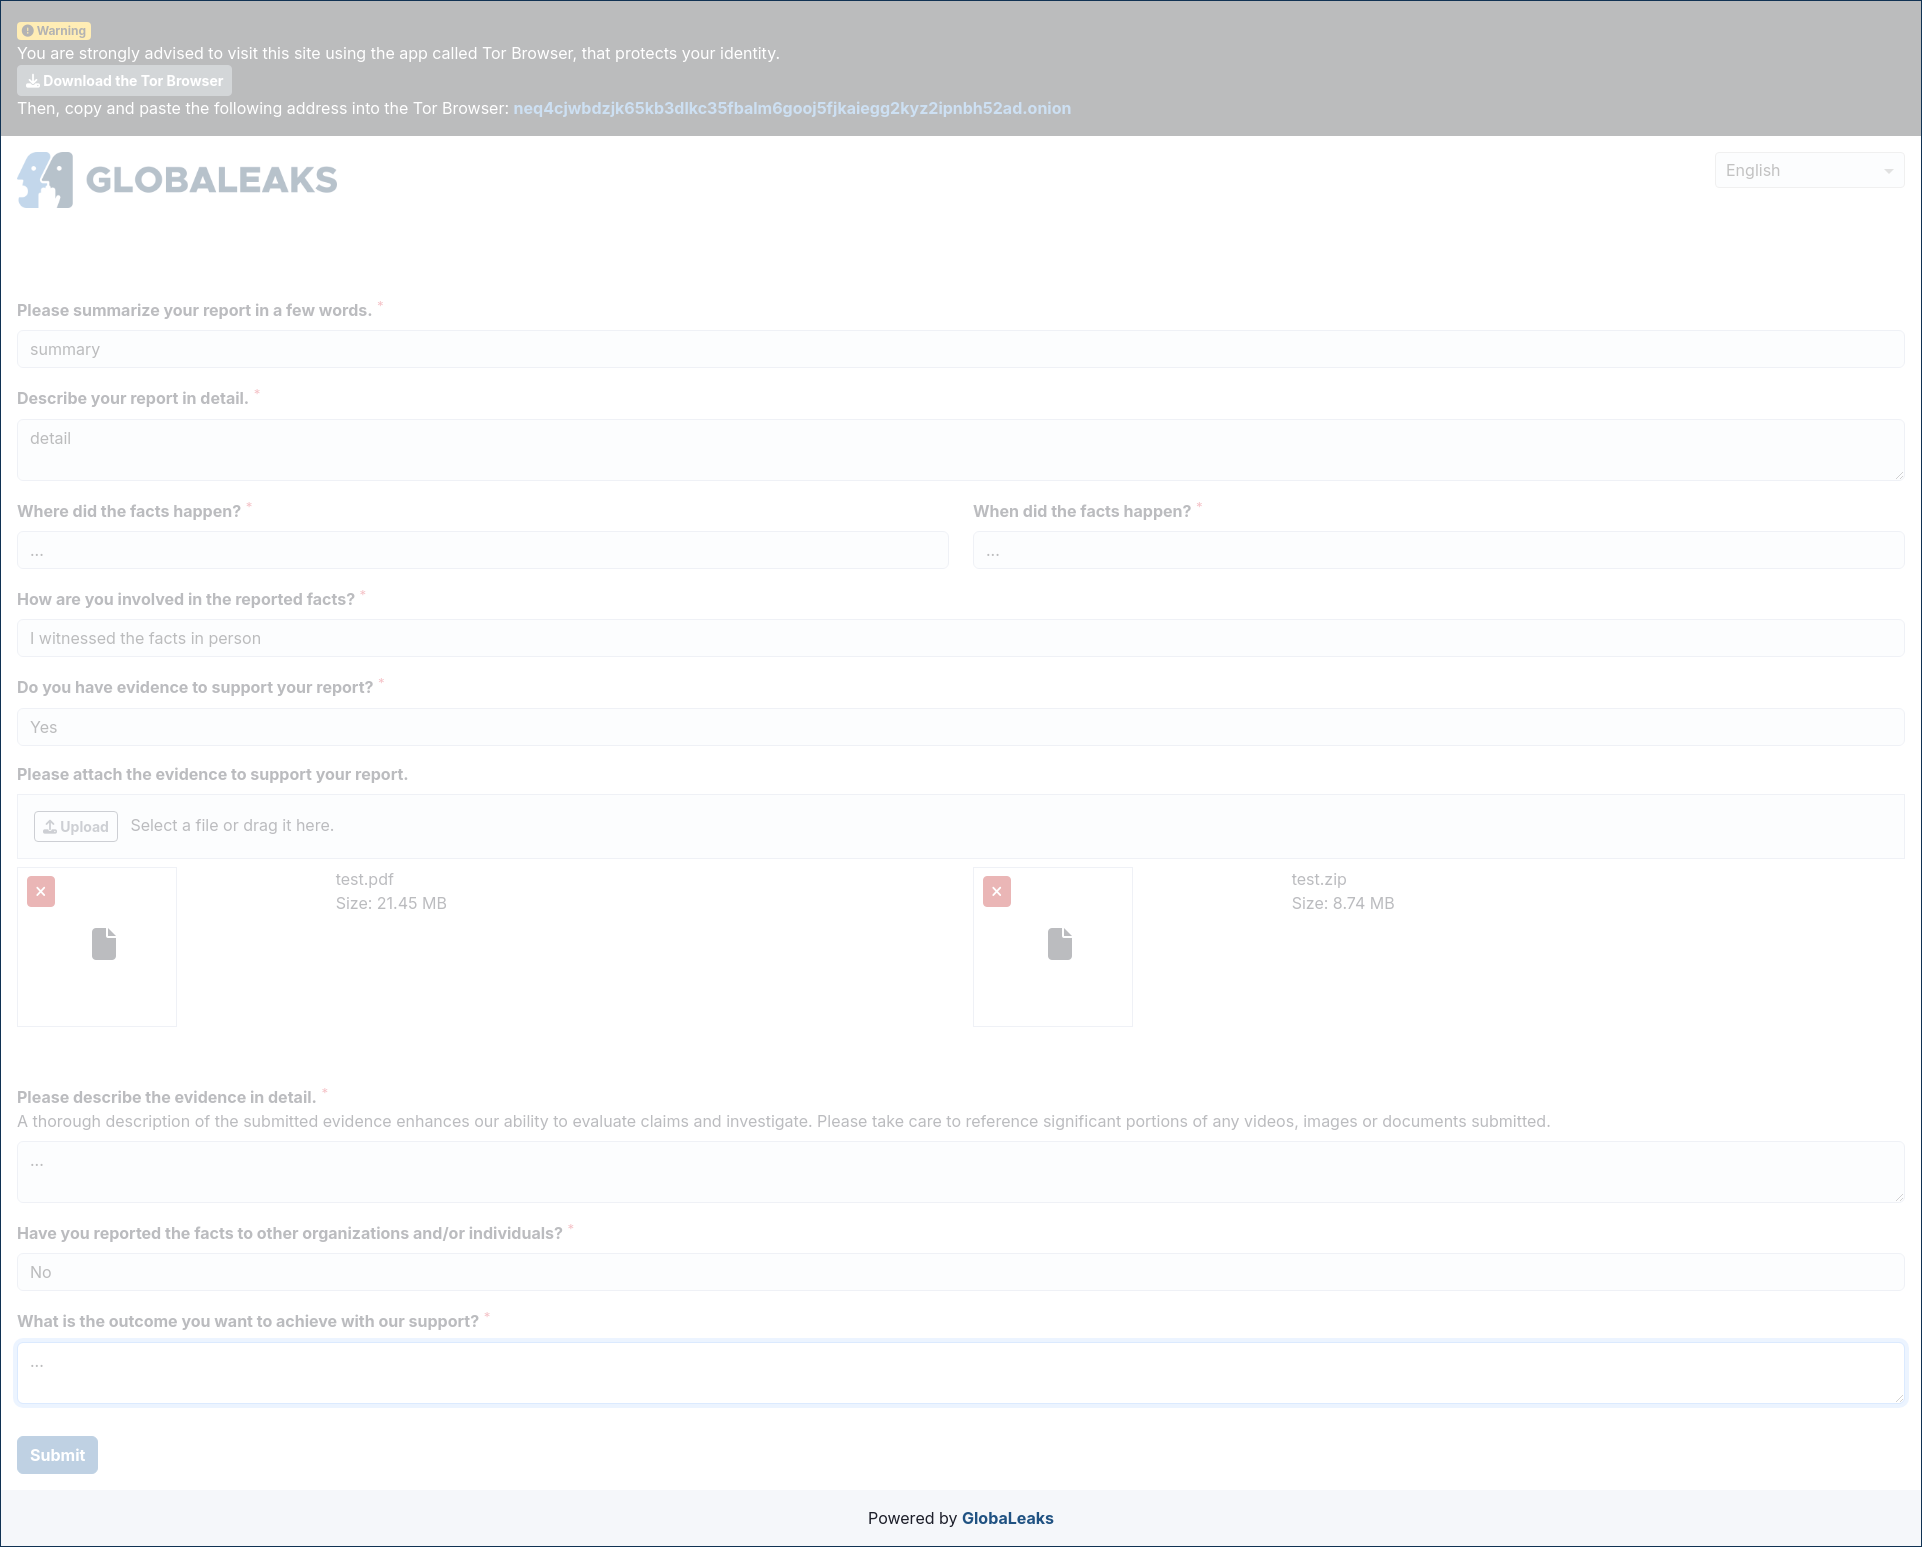 Warning
You are strongly advised to visit this site using the app called Tor Browser, that protects your identity.
Download the Tor Browser
Then, copy and paste the following address into the Tor Browser: neq4cjwbdzjk65kb3dlkc35fbalm6gooj5fjkaiegg2kyz2ipnbh52ad.onion
GLOBALEAKS
English
Please summarize your report in a few words. *
summary
Describe your report in detail. *
detail
Where did the facts happen? *
When did the facts happen? *
...
...
How are you involved in the reported facts? *
I witnessed the facts in person
Do you have evidence to support your report? *
Yes
Please attach the evidence to support your report.
Upload Select a file or drag it here.
test.pdf
Size: 21.45 MB
test.zip
Size: 8.74 MB
Please describe the evidence in detail. *
A thorough description of the submitted evidence enhances our ability to evaluate claims and investigate. Please take care to reference significant portions of any videos, images or documents submitted.
...
Have you reported the facts to other organizations and/or individuals? *
No
What is the outcome you want to achieve with our support? *
...
Submit
Powered by GlobaLeaks